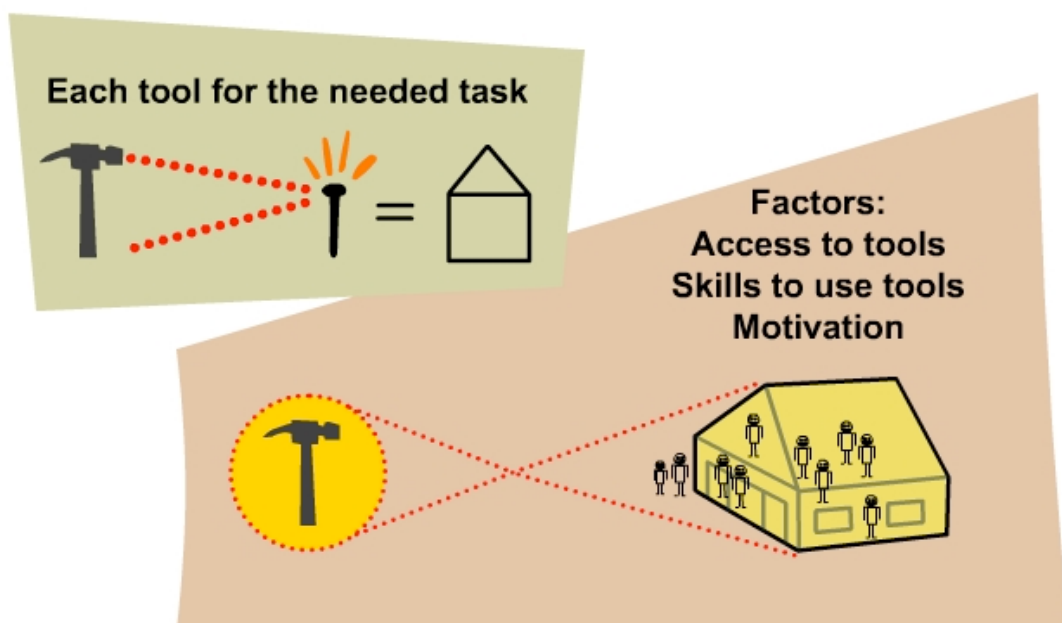 Each tool for the needed task
=
Factors:
Access to tools
Skills to use tools
Motivation